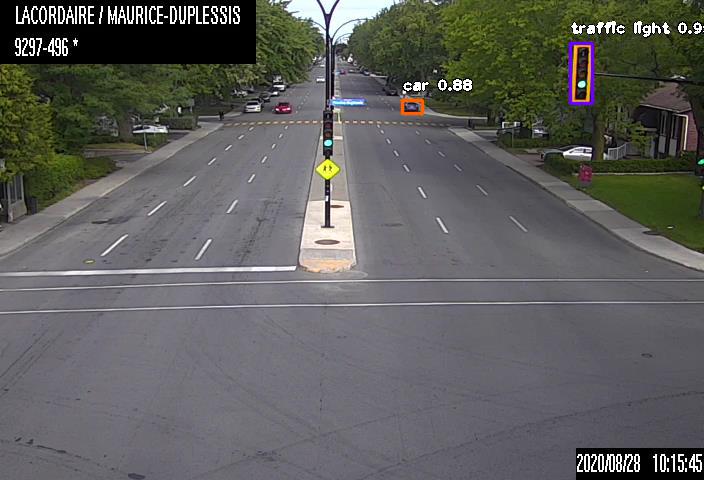 LACORDAIRE / MAURICE-DUPLESSIS
9297-496 *
traffic light 0.9
car 0.88
2020/08/28 10:15:45